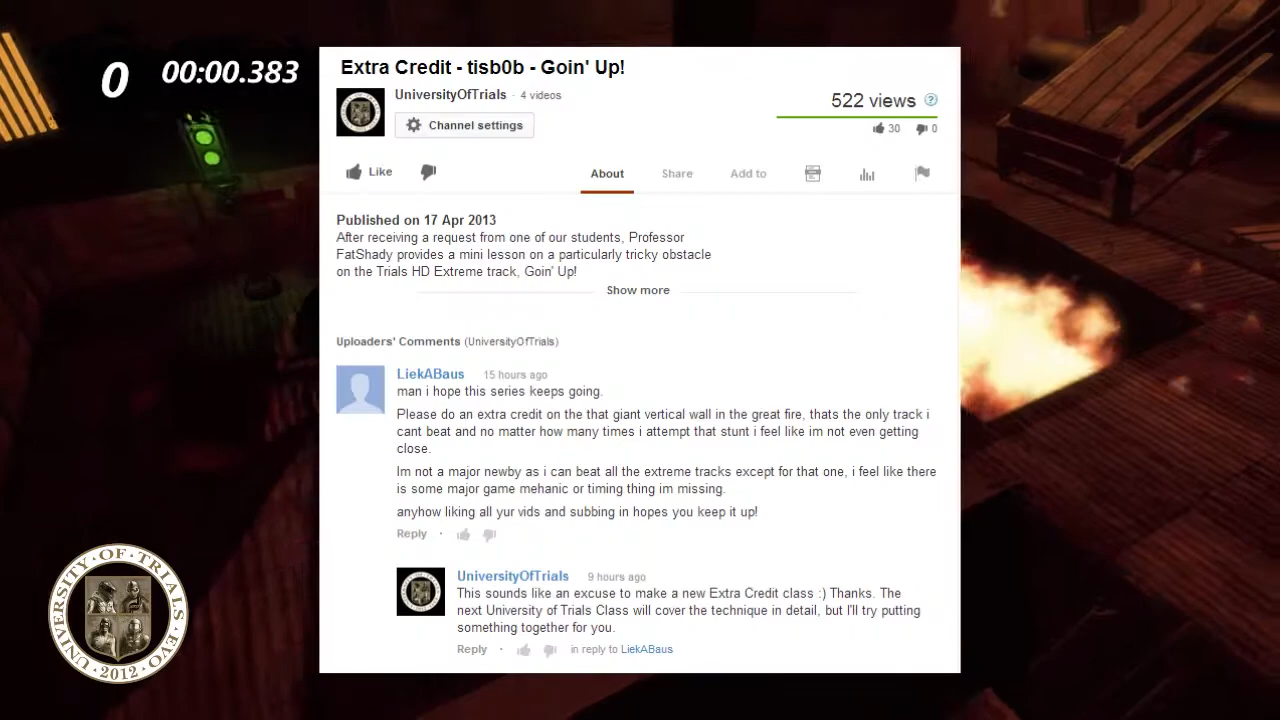 0 00:00.383
Extra Credit - tisb0b - Goin' Up!
UniversityOfTrials · 4 videos
522 views ?
Channel settings
30 0
Like
About Share Add to
Published on 17 Apr 2013
After receiving a request from one of our students, Professor
FatShady provides a mini lesson on a particularly tricky obstacle
on the Trials HD Extreme track, Goin' Up!
Show more
Uploaders' Comments (UniversityOfTrials)
LiekABaus 15 hours ago
man i hope this series keeps going.
Please do an extra credit on the that giant vertical wall in the great fire, thats the only track i
cant beat and no matter how many times i attempt that stunt i feel like im not even getting
close.
Im not a major newby as i can beat all the extreme tracks except for that one, i feel like there
is some major game mehanic or timing thing im missing.
anyhow liking all yur vids and subbing in hopes you keep it up!
Reply ·
UniversityOfTrials 9 hours ago
This sounds like an excuse to make a new Extra Credit class :) Thanks. The
next University of Trials Class will cover the technique in detail, but I'll try putting
something together for you.
Reply · in reply to LiekABaus
UNIVERSITY · OF · TRIALS · EVO · 2012 ·